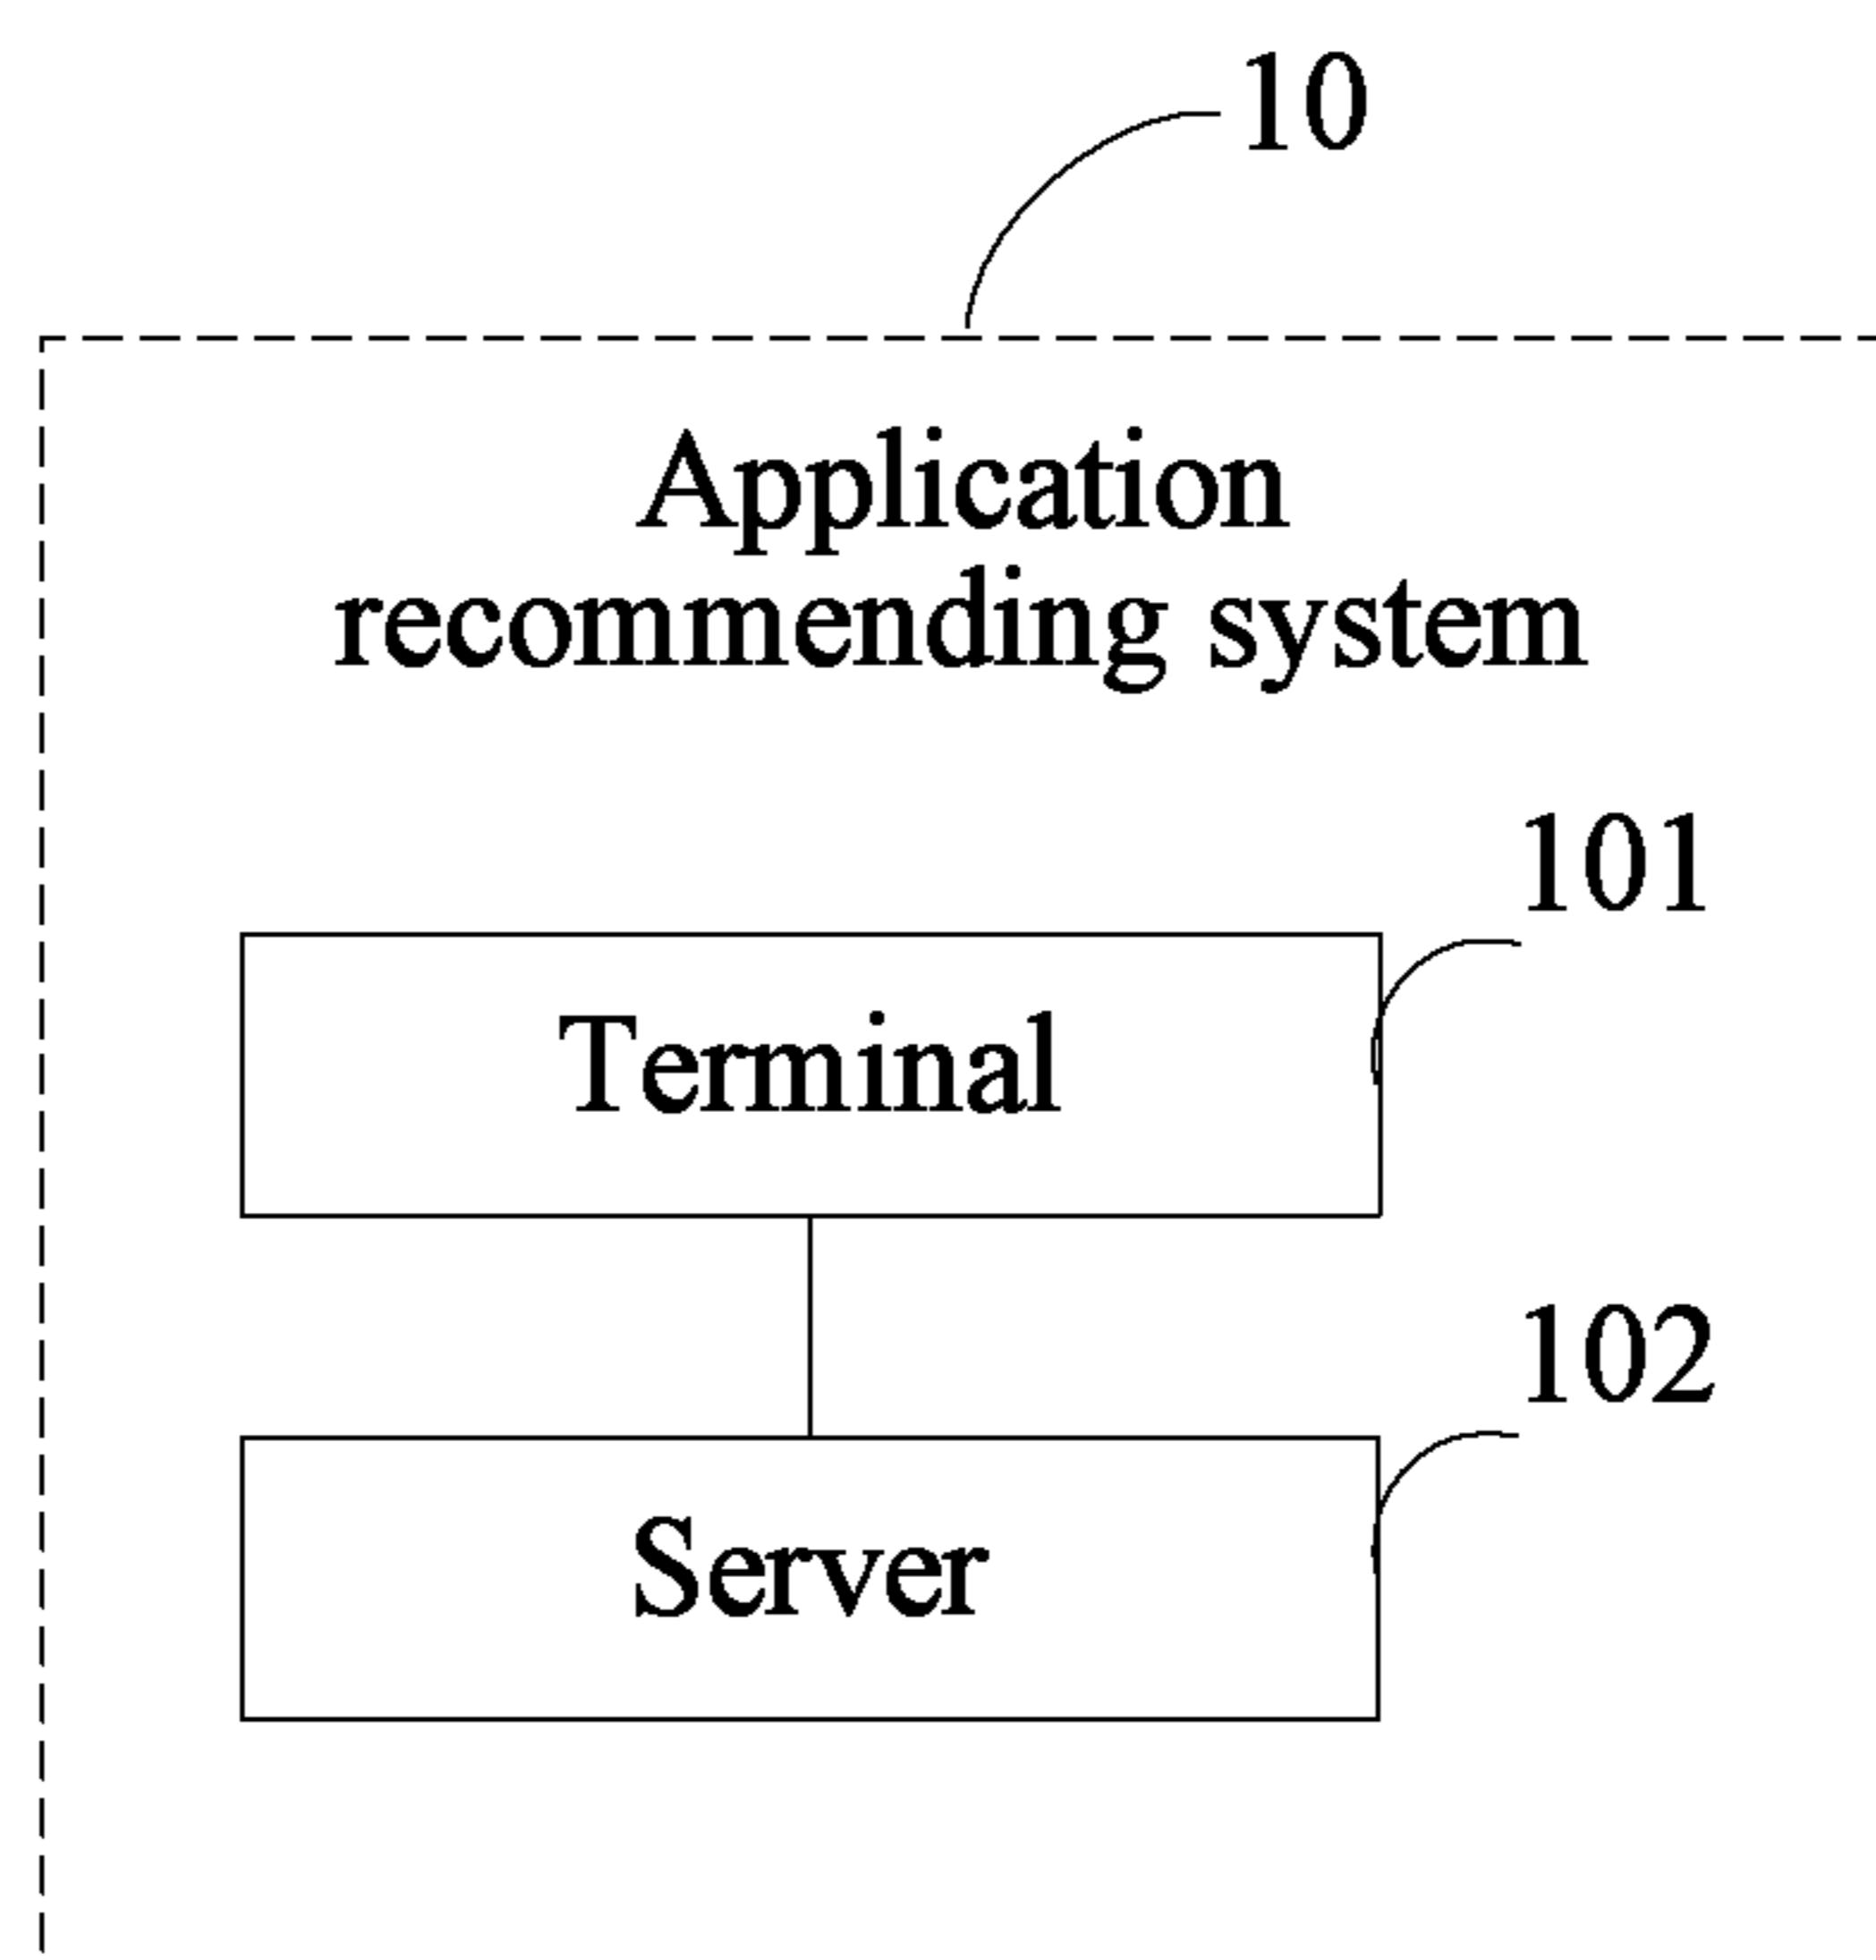 10
Application
recommending system
101
Terminal
102
Server